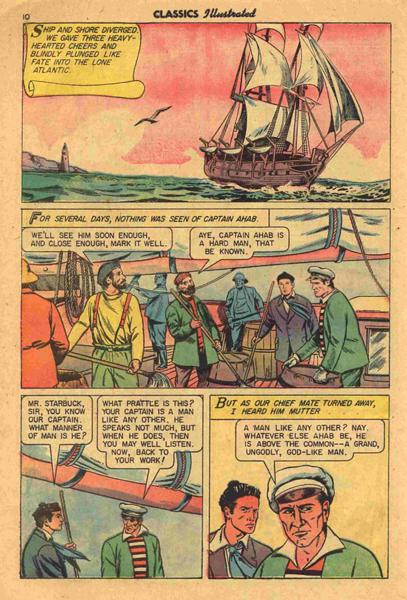 10
CLASSICS Illustrated
SHIP AND SHORE DIVERGED.
WE GAVE THREE HEAVY-
HEARTED CHEERS AND
BLINDLY PLUNGED LIKE
FATE INTO THE LONE
ATLANTIC.
FOR SEVERAL DAYS, NOTHING WAS SEEN OF CAPTAIN AHAB.
WE'LL SEE HIM SOON ENOUGH,
AND CLOSE ENOUGH, MARK IT WELL.
AYE, CAPTAIN AHAB IS
A HARD MAN, THAT
BE KNOWN.
MR. STARBUCK,
SIR, YOU KNOW
OUR CAPTAIN.
WHAT MANNER
OF MAN IS HE?
WHAT PRATTLE IS THIS?
YOUR CAPTAIN IS A MAN
LIKE ANY OTHER. HE
SPEAKS NOT MUCH, BUT
WHEN HE DOES, THEN
YOU MAY WELL LISTEN.
NOW, BACK TO
YOUR WORK!
BUT AS OUR CHIEF MATE TURNED AWAY,
I HEARD HIM MUTTER
A MAN LIKE ANY OTHER? NAY.
WHATEVER ELSE AHAB BE, HE
IS ABOVE THE COMMON---A GRAND,
UNGODLY, GOD-LIKE MAN.